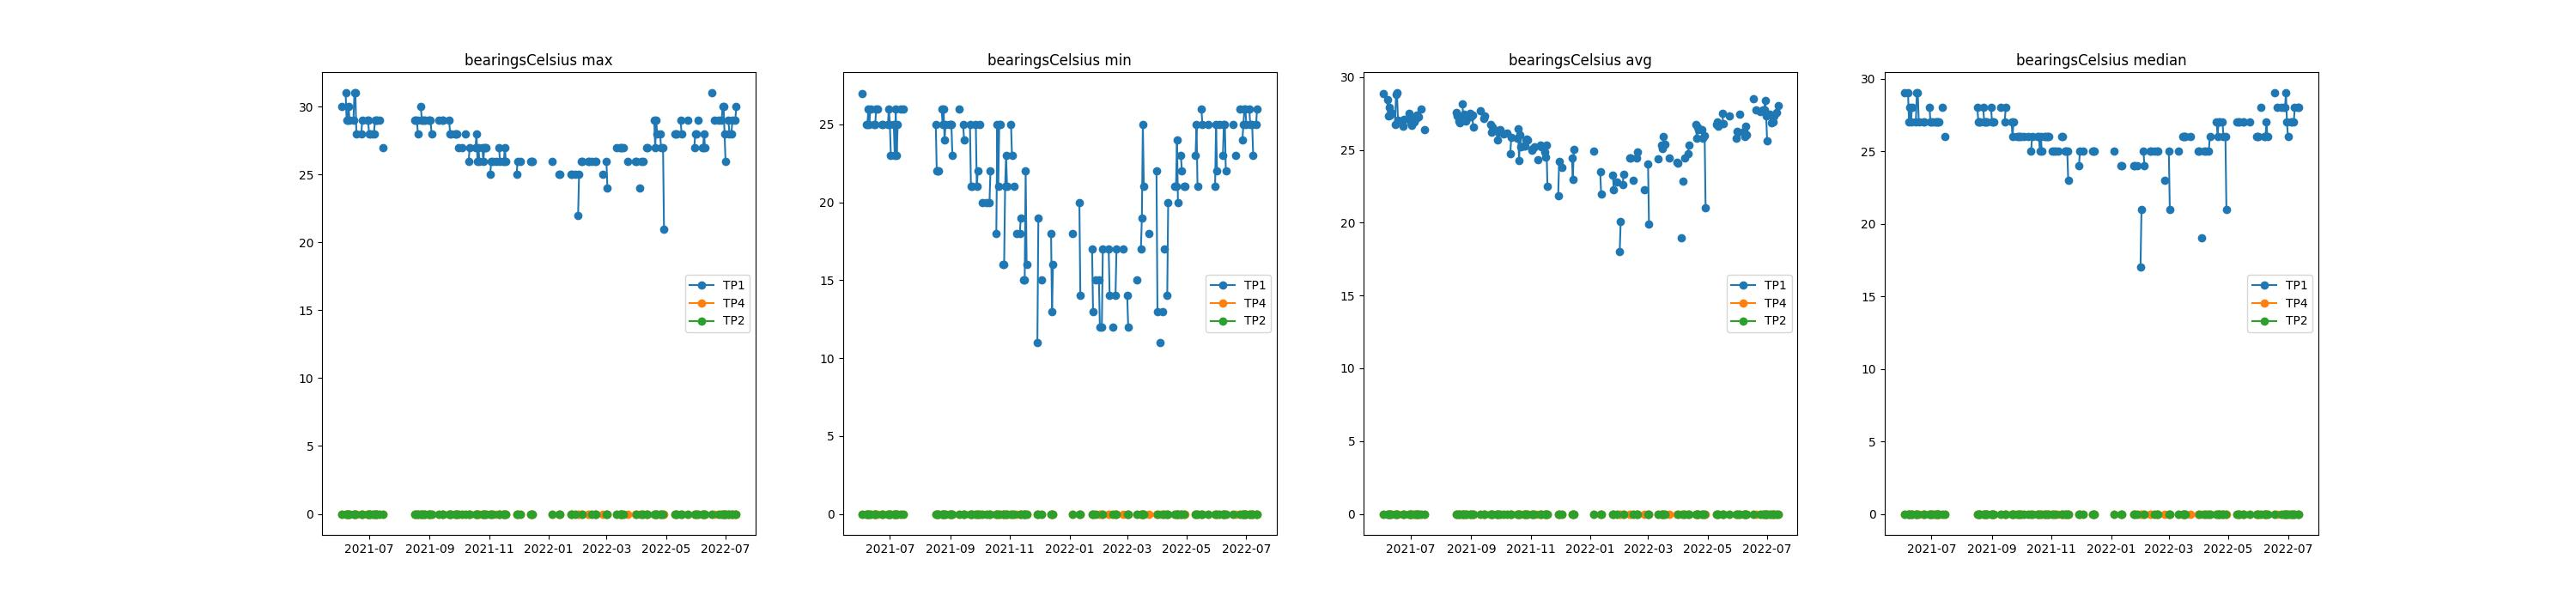 bearingsCelsius max
30
25
20
15
10
5
0
2021-07 2021-09 2021-11 2022-01 2022-03 2022-05 2022-07
TP1
TP4
TP2
bearingsCelsius min
25
20
15
10
5
0
2021-07 2021-09 2021-11 2022-01 2022-03 2022-05 2022-07
TP1
TP4
TP2
bearingsCelsius avg
30
25
20
15
10
5
0
2021-07 2021-09 2021-11 2022-01 2022-03 2022-05 2022-07
TP1
TP4
TP2
bearingsCelsius median
30
25
20
15
10
5
0
2021-07 2021-09 2021-11 2022-01 2022-03 2022-05 2022-07
TP1
TP4
TP2